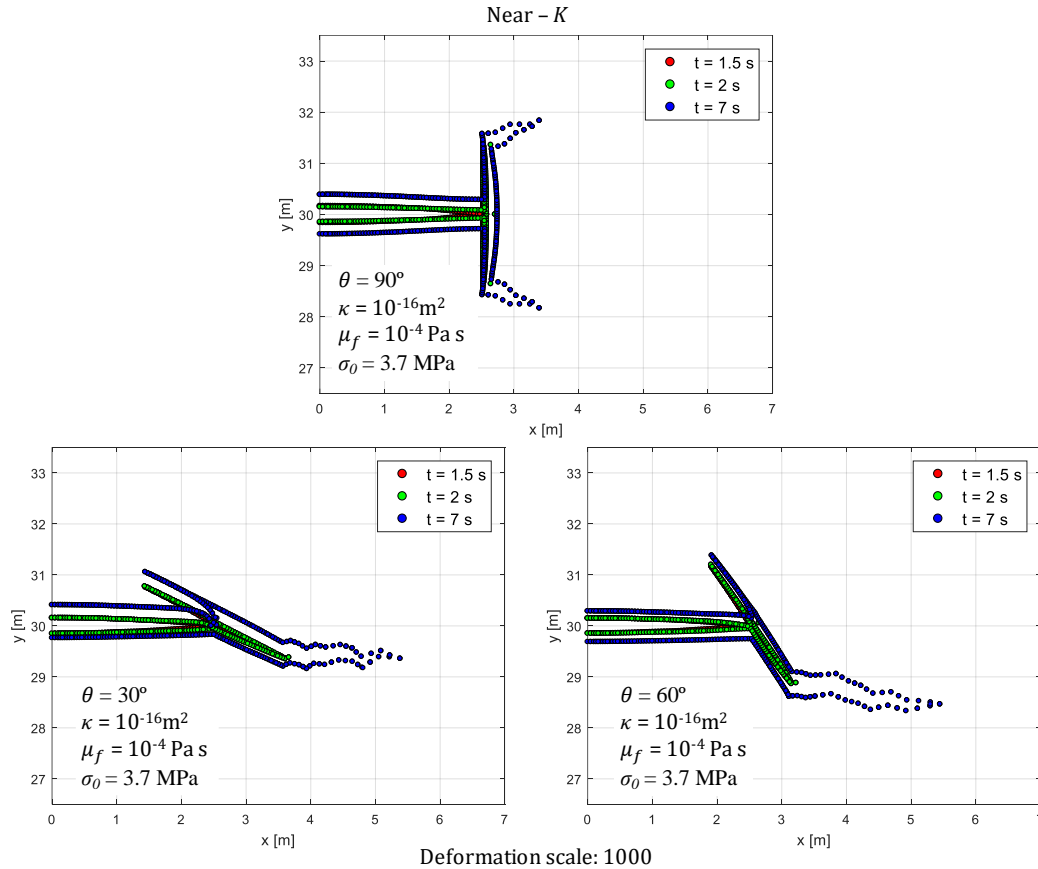 Near – K
33
32
31
30
29
28
27
y [m]
t = 1.5 s
t = 2 s
t = 7 s
θ = 90º
κ = 10⁻¹⁶m²
μ_f = 10⁻⁴ Pa s
σ₀ = 3.7 MPa
0 1 2 3 4 5 6 7
x [m]
33
32
31
30
29
28
27
y [m]
t = 1.5 s
t = 2 s
t = 7 s
θ = 30º
κ = 10⁻¹⁶m²
μ_f = 10⁻⁴ Pa s
σ₀ = 3.7 MPa
0 1 2 3 4 5 6 7
x [m]
33
32
31
30
29
28
27
y [m]
t = 1.5 s
t = 2 s
t = 7 s
θ = 60º
κ = 10⁻¹⁶m²
μ_f = 10⁻⁴ Pa s
σ₀ = 3.7 MPa
0 1 2 3 4 5 6
x [m]
Deformation scale: 1000